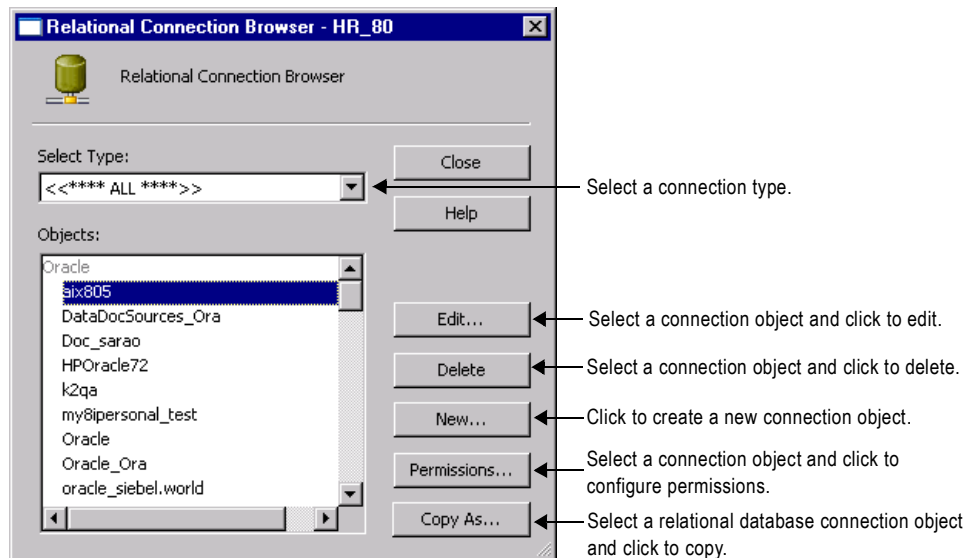 Relational Connection Browser - HR_80
Relational Connection Browser
Select Type:
<<**** ALL ****>>
Close
Select a connection type.
Help
Objects:
Oracle
aix805
DataDocSources_Ora
Doc_sarao
HPOracle72
k2qa
my8ipersonal_test
Oracle
Oracle_Ora
oracle_siebel.world
Edit...
Select a connection object and click to edit.
Delete
Select a connection object and click to delete.
New...
Click to create a new connection object.
Permissions...
Select a connection object and click to
configure permissions.
Copy As...
Select a relational database connection object
and click to copy.